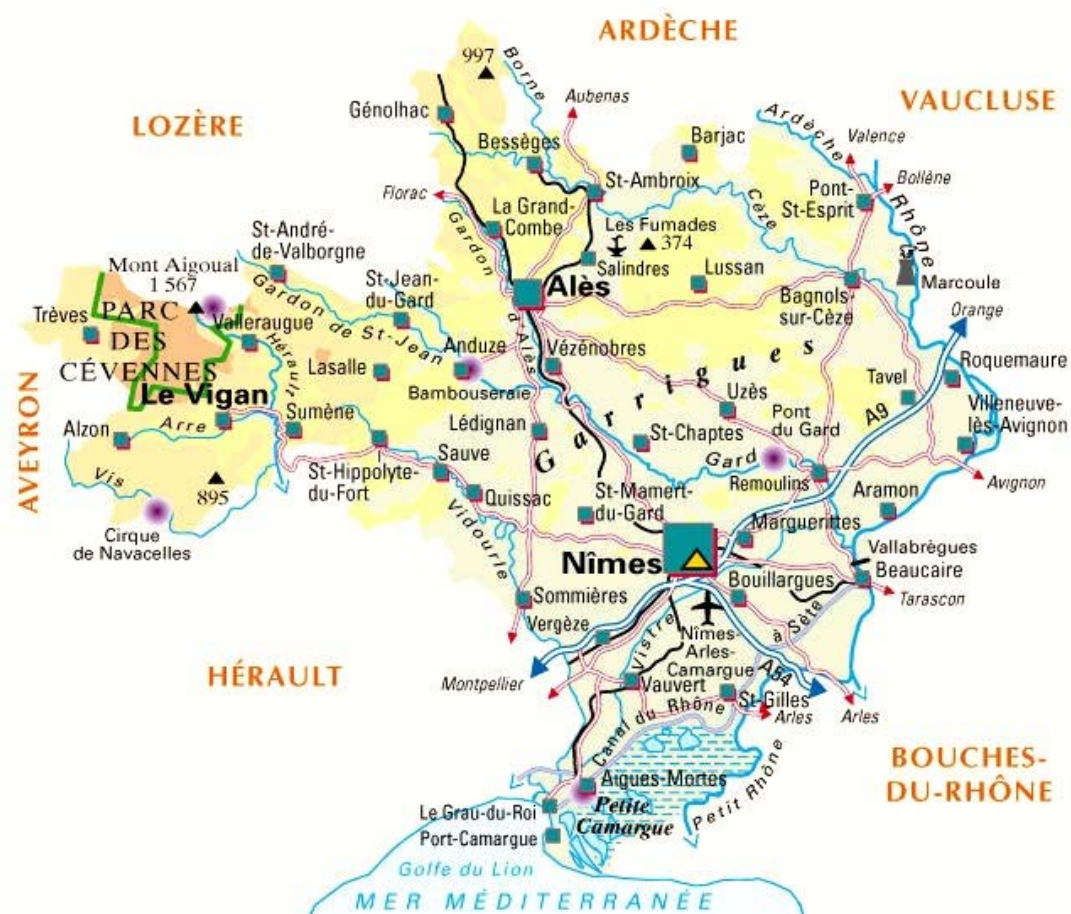 ARDÈCHE
997
Borne
Aubenas
VAUCLUSE
LOZÈRE
Génolhac
Ardèche
Valence
Barjac
Bessèges
Bollène
Florac
St-Ambroix
Pont-
St-Esprit
Rhône
Cèze
La Grand-
Combe
Les Fumades
374
St-André-
de-Valborgne
Gardon
d'Alès
Salindres
Lussan
Marcoule
Mont Aigoual
1 567
St-Jean-
du-Gard
Alès
Bagnols-
sur-Cèze
Orange
Gardon de St-Jean
Trèves
PARC
DES
CÉVENNES
Valleraugue
Hérault
Anduze
Vézénobres
Garrigues
Roquemaure
Lasalle
Bambouseraie
Uzès
Tavel
Le Vigan
Pont
du Gard
A9
Villeneuve-
lès-Avignon
AVEYRON
Alzon
Arre
Sumène
Lédignan
St-Chaptes
Gard
Vis
895
St-Hippolyte-
du-Fort
Sauve
Remoulins
Avignon
Quissac
St-Mamert-
du-Gard
Aramon
Cirque
de Navacelles
Vidourle
Marguerittes
Nîmes
Vallabrègues
Beaucaire
Bouillargues
Tarascon
Sommières
Vergèze
Vistre
Nîmes-
Arles-
Camargue
à Sète
HÉRAULT
Montpellier
A54
Vauvert
St-Gilles
Arles
Arles
Canal du Rhône
BOUCHES-
DU-RHÔNE
Petit Rhône
Aigues-Mortes
Le Grau-du-Roi
Petite
Camargue
Port-Camargue
Golfe du Lion
MER MÉDITERRANÉE